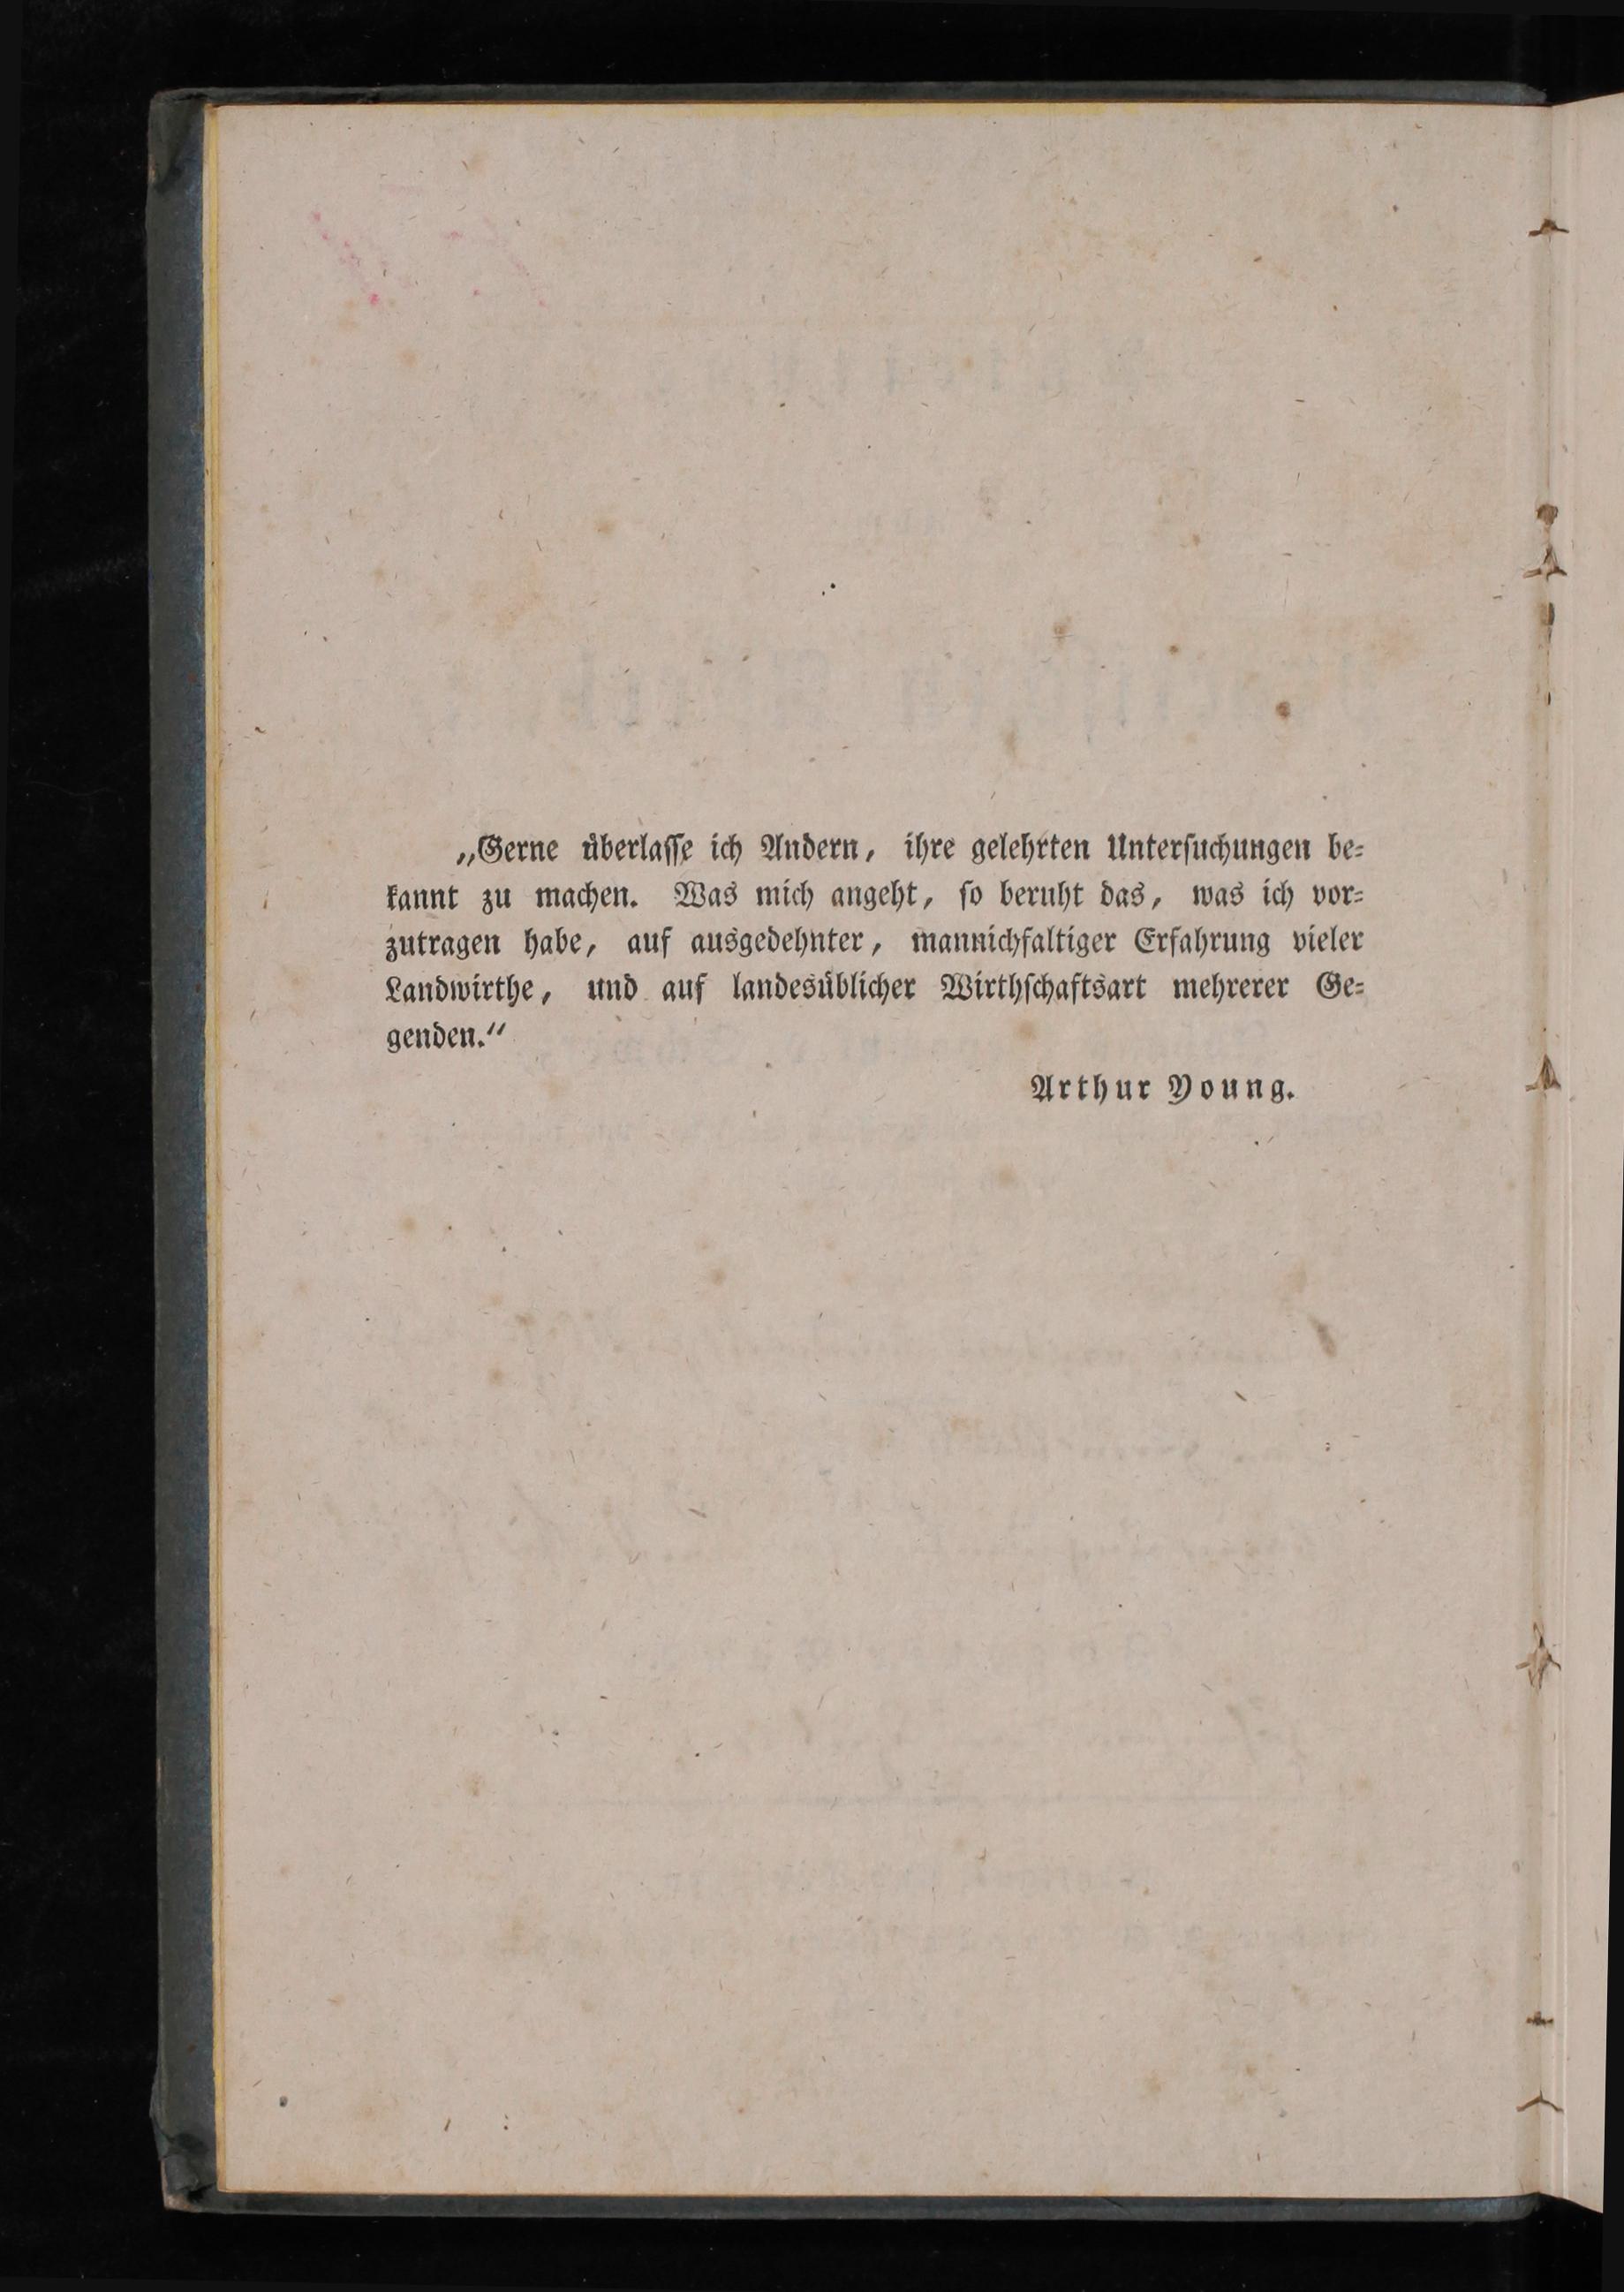 „Gerne überlasse ich Andern, ihre gelehrten Untersuchungen be-
kannt zu machen. Was mich angeht, so beruht das, was ich vor-
zutragen habe, auf ausgedehnter, mannichfaltiger Erfahrung vieler
Landwirthe, und auf landesüblicher Wirthschaftsart mehrerer Ge-
genden.“
Arthur Young.